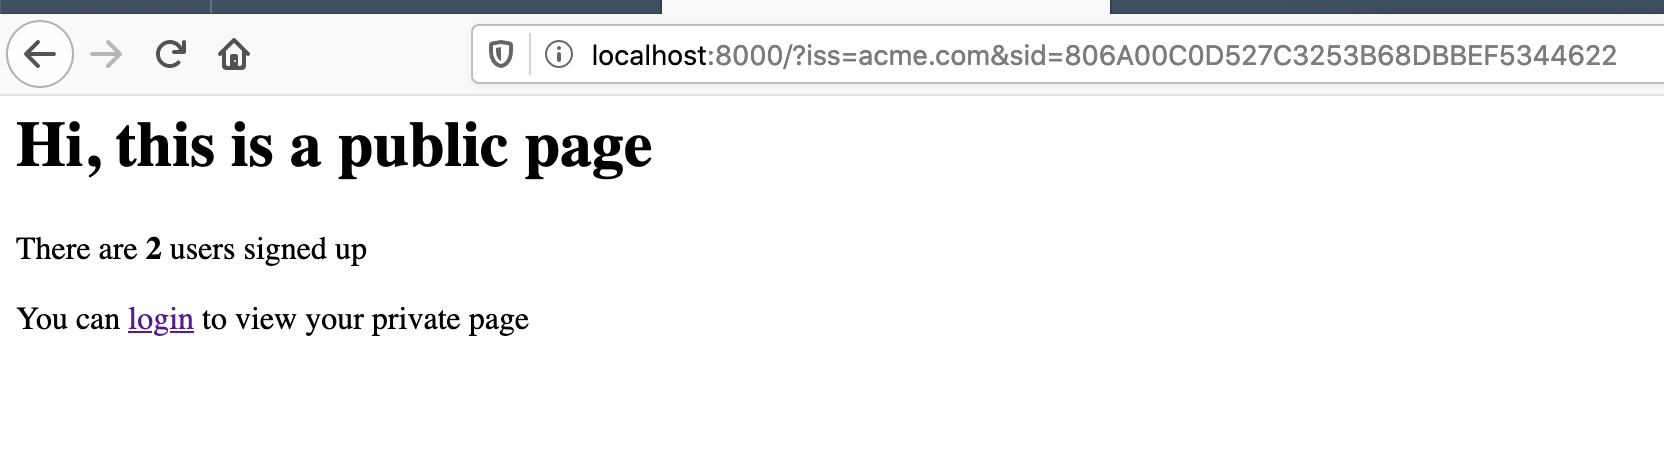 localhost:8000/?iss=acme.com&sid=806A00C0D527C3253B68DBBEF5344622
Hi, this is a public page
There are 2 users signed up
You can login to view your private page